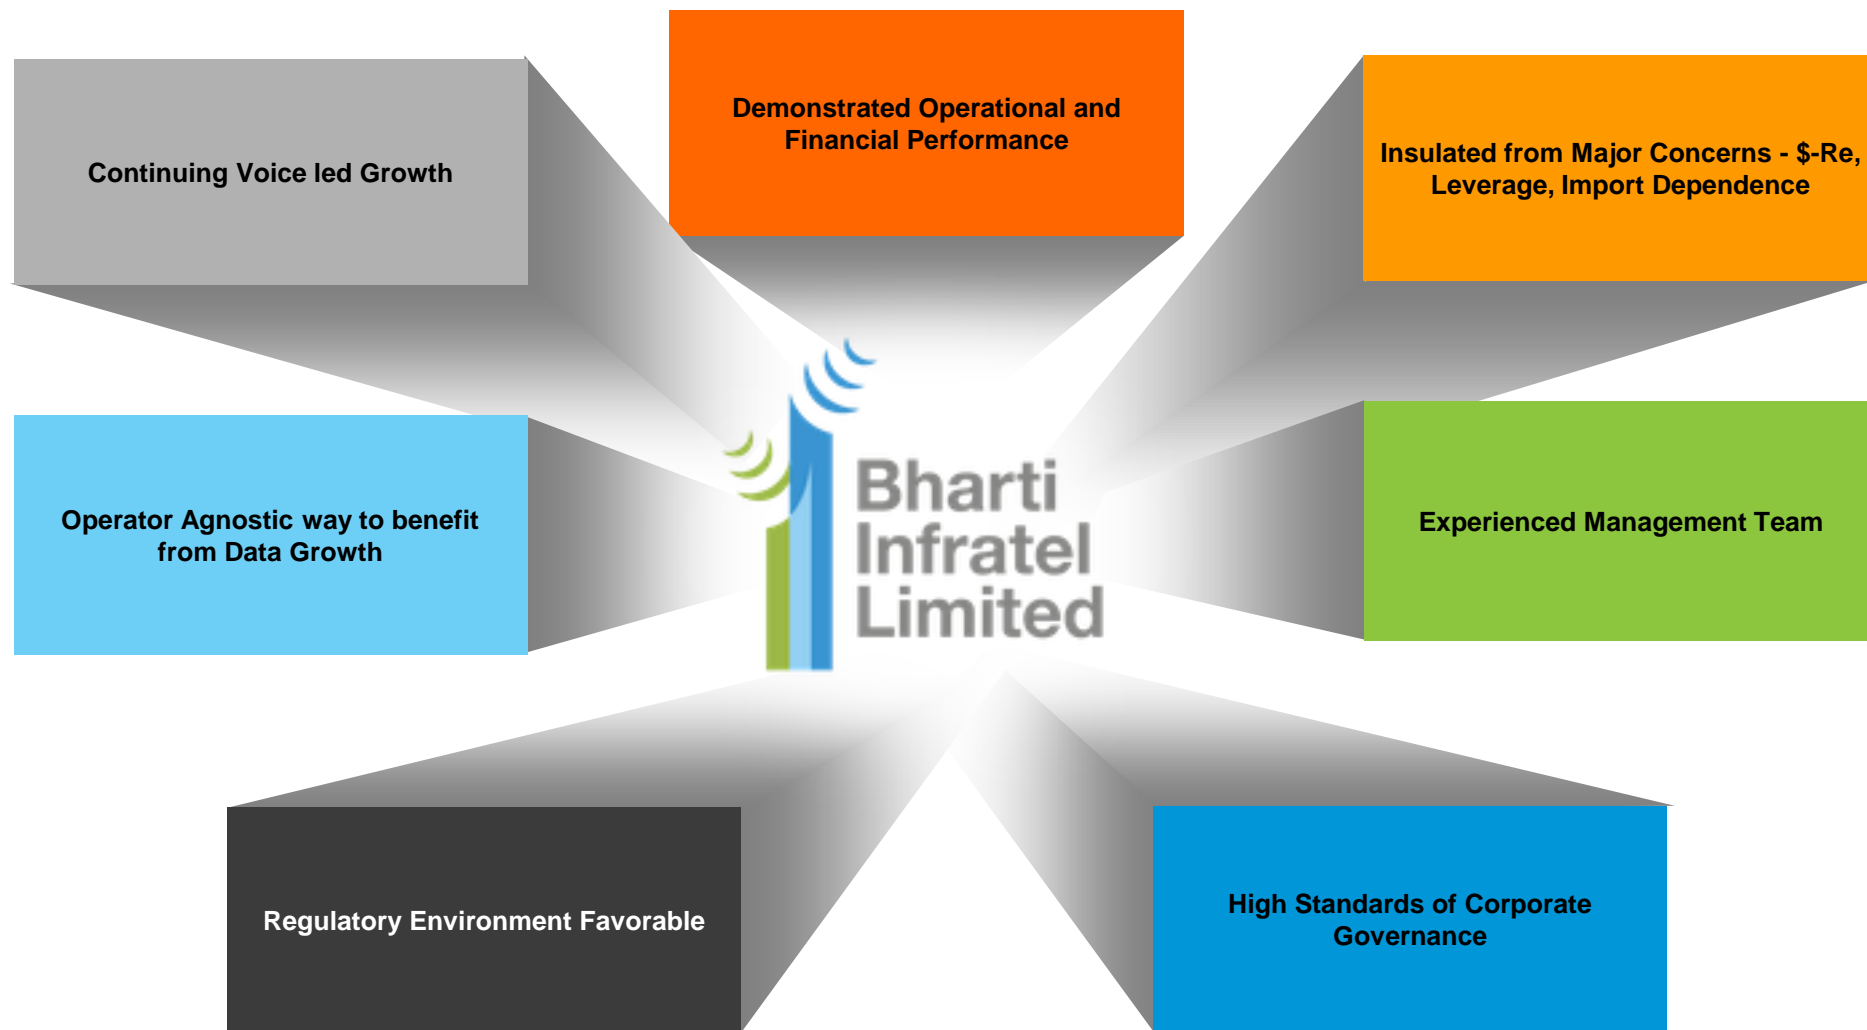 Demonstrated Operational and
Financial Performance
Continuing Voice led Growth
Insulated from Major Concerns - $-Re,
Leverage, Import Dependence
Operator Agnostic way to benefit
from Data Growth
Bharti
Infratel
Limited
Experienced Management Team
Regulatory Environment Favorable
High Standards of Corporate
Governance